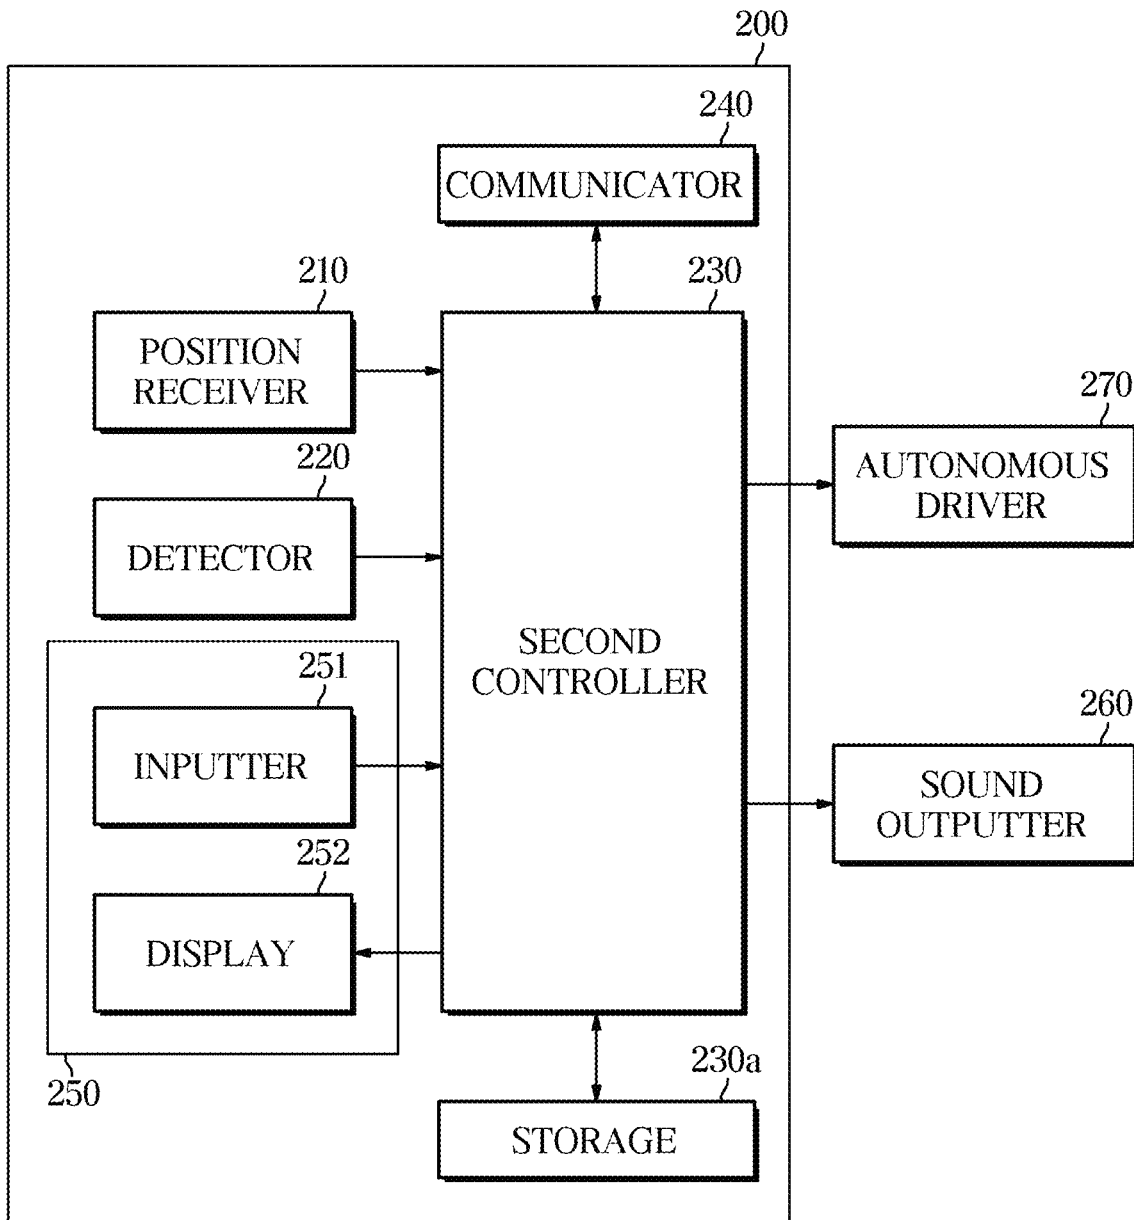 200
240
COMMUNICATOR
210
230
POSITION
RECEIVER
270
220
AUTONOMOUS
DRIVER
DETECTOR
SECOND
CONTROLLER
251
260
INPUTTER
SOUND
OUTPUTTER
252
DISPLAY
250
230a
STORAGE